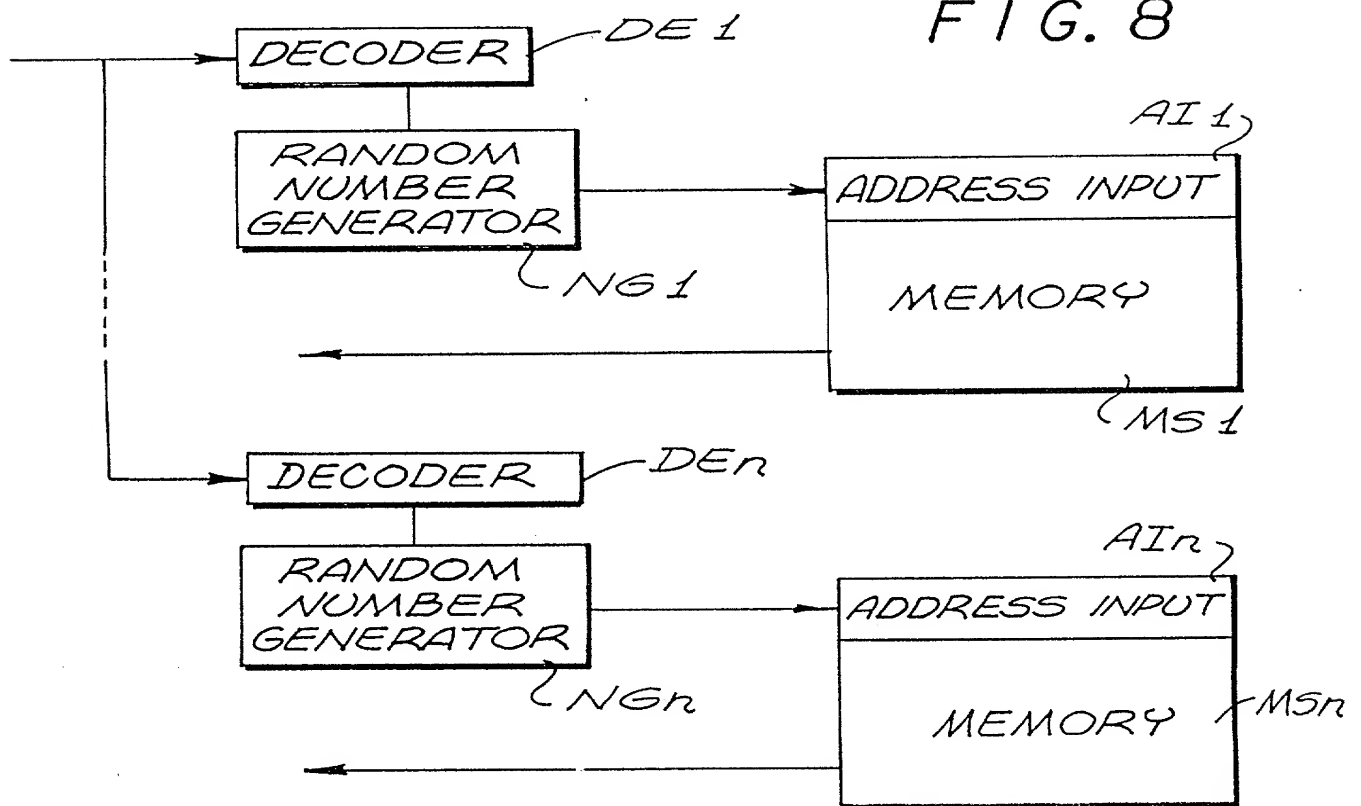 FIG. 8
DECODER
DE 1
RANDOM
NUMBER
GENERATOR
NG 1
AI 1
ADDRESS INPUT
MEMORY
MS 1
DECODER
DEn
RANDOM
NUMBER
GENERATOR
NGn
AIn
ADDRESS INPUT
MEMORY
MSn